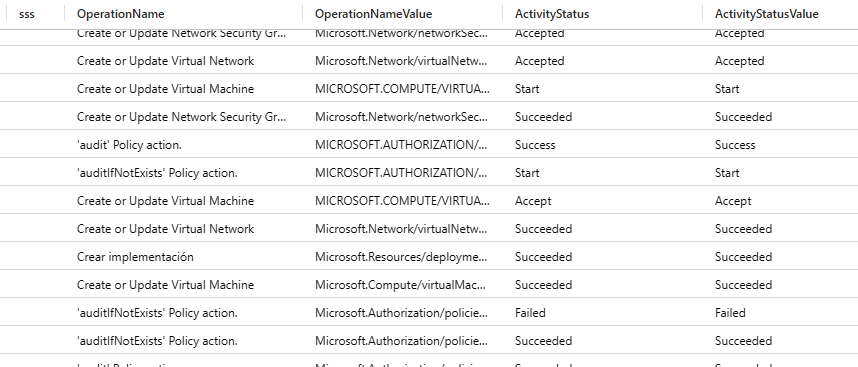 sss OperationName OperationNameValue ActivityStatus ActivityStatusValue
Create or Update Network Security Gr... Microsoft.Network/networkSec... Accepted Accepted
Create or Update Virtual Network Microsoft.Network/virtualNetw... Accepted Accepted
Create or Update Virtual Machine MICROSOFT.COMPUTE/VIRTUA... Start Start
Create or Update Network Security Gr... Microsoft.Network/networkSec... Succeeded Succeeded
'audit' Policy action. MICROSOFT.AUTHORIZATION/... Success Success
'auditIfNotExists' Policy action. MICROSOFT.AUTHORIZATION/... Start Start
Create or Update Virtual Machine MICROSOFT.COMPUTE/VIRTUA... Accept Accept
Create or Update Virtual Network Microsoft.Network/virtualNetw... Succeeded Succeeded
Crear implementación Microsoft.Resources/deployme... Succeeded Succeeded
Create or Update Virtual Machine Microsoft.Compute/virtualMac... Succeeded Succeeded
'auditIfNotExists' Policy action. Microsoft.Authorization/policie... Failed Failed
'auditIfNotExists' Policy action. Microsoft.Authorization/policie... Succeeded Succeeded